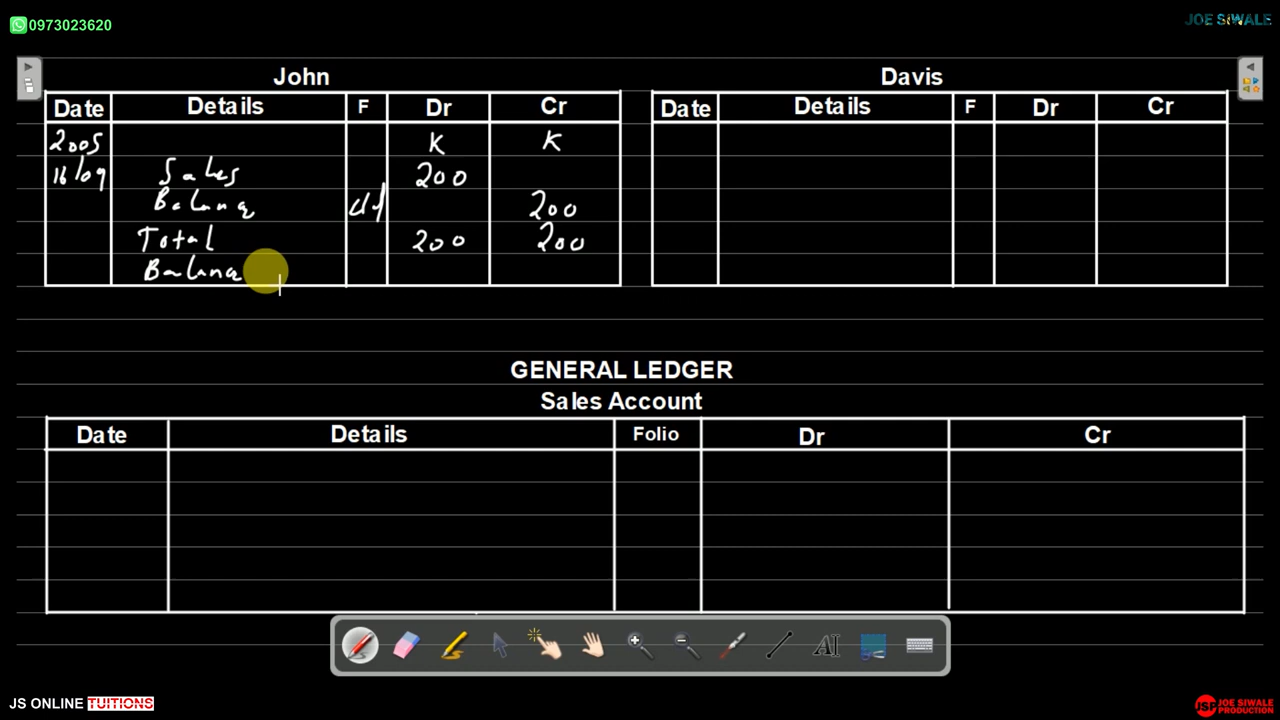 0973023620
JOE SIWALE
John
Date Details F Dr Cr
2005 K K
16/09 Sales 200
Balance 200
Total 200 200
Balance
Davis
Date Details F Dr Cr
GENERAL LEDGER
Sales Account
Date Details Folio Dr Cr
AI
JS ONLINE TUITIONS
JSP JOE SIWALE
PRODUCTION